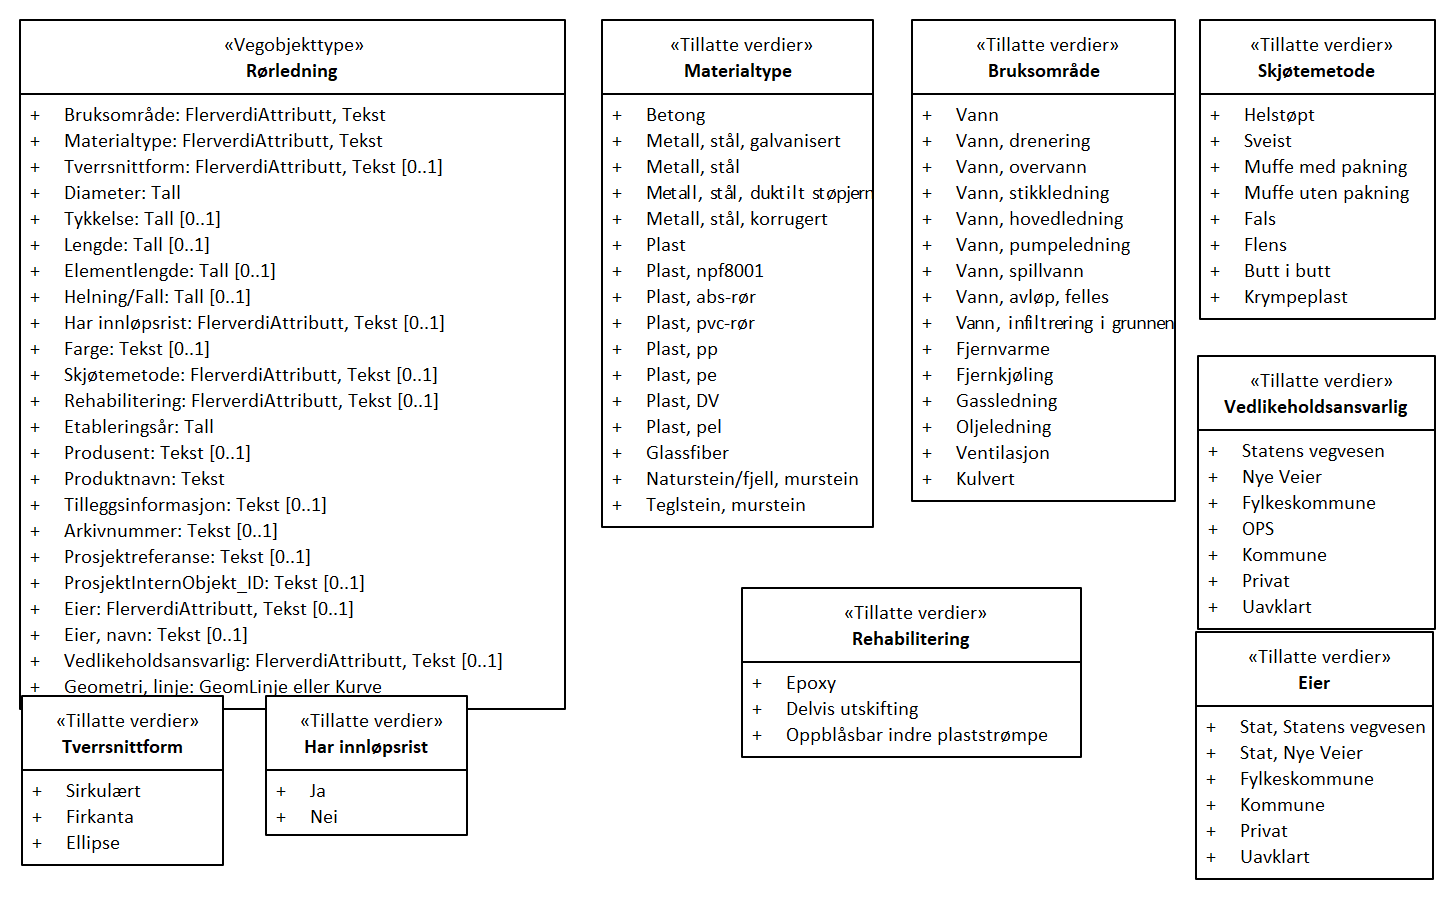 «Vegobjekttype»
Rørledning
+ Bruksområde: FlerverdiAttributt, Tekst
+ Materialtype: FlerverdiAttributt, Tekst
+ Tverrsnittform: FlerverdiAttributt, Tekst [0..1]
+ Diameter: Tall
+ Tykkelse: Tall [0..1]
+ Lengde: Tall [0..1]
+ Elementlengde: Tall [0..1]
+ Helning/Fall: Tall [0..1]
+ Har innløpsrist: FlerverdiAttributt, Tekst [0..1]
+ Farge: Tekst [0..1]
+ Skjøtemetode: FlerverdiAttributt, Tekst [0..1]
+ Rehabilitering: FlerverdiAttributt, Tekst [0..1]
+ Etableringsår: Tall
+ Produsent: Tekst [0..1]
+ Produktnavn: Tekst
+ Tilleggsinformasjon: Tekst [0..1]
+ Arkivnummer: Tekst [0..1]
+ Prosjektreferanse: Tekst [0..1]
+ ProsjektInternObjekt_ID: Tekst [0..1]
+ Eier: FlerverdiAttributt, Tekst [0..1]
+ Eier, navn: Tekst [0..1]
+ Vedlikeholdsansvarlig: FlerverdiAttributt, Tekst [0..1]
+ Geometri, linje: GeomLinje eller Kurve
«Tillatte verdier»
Tverrsnittform
+ Sirkulært
+ Firkanta
+ Ellipse
«Tillatte verdier»
Har innløpsrist
+ Ja
+ Nei
«Tillatte verdier»
Materialtype
+ Betong
+ Metall, stål, galvanisert
+ Metall, stål
+ Metall, stål, duktilt støpjern
+ Metall, stål, korrugert
+ Plast
+ Plast, npf8001
+ Plast, abs-rør
+ Plast, pvc-rør
+ Plast, pp
+ Plast, pe
+ Plast, DV
+ Plast, pel
+ Glassfiber
+ Naturstein/fjell, murstein
+ Teglstein, murstein
«Tillatte verdier»
Bruksområde
+ Vann
+ Vann, drenering
+ Vann, overvann
+ Vann, stikkledning
+ Vann, hovedledning
+ Vann, pumpeledning
+ Vann, spillvann
+ Vann, avløp, felles
+ Vann, infiltrering i grunnen
+ Fjernvarme
+ Fjernkjøling
+ Gassledning
+ Oljeledning
+ Ventilasjon
+ Kulvert
«Tillatte verdier»
Rehabilitering
+ Epoxy
+ Delvis utskifting
+ Oppblåsbar indre plaststrømpe
«Tillatte verdier»
Skjøtemetode
+ Helstøpt
+ Sveist
+ Muffe med pakning
+ Muffe uten pakning
+ Fals
+ Flens
+ Butt i butt
+ Krympeplast
«Tillatte verdier»
Vedlikeholdsansvarlig
+ Statens vegvesen
+ Nye Veier
+ Fylkeskommune
+ OPS
+ Kommune
+ Privat
+ Uavklart
«Tillatte verdier»
Eier
+ Stat, Statens vegvesen
+ Stat, Nye Veier
+ Fylkeskommune
+ Kommune
+ Privat
+ Uavklart